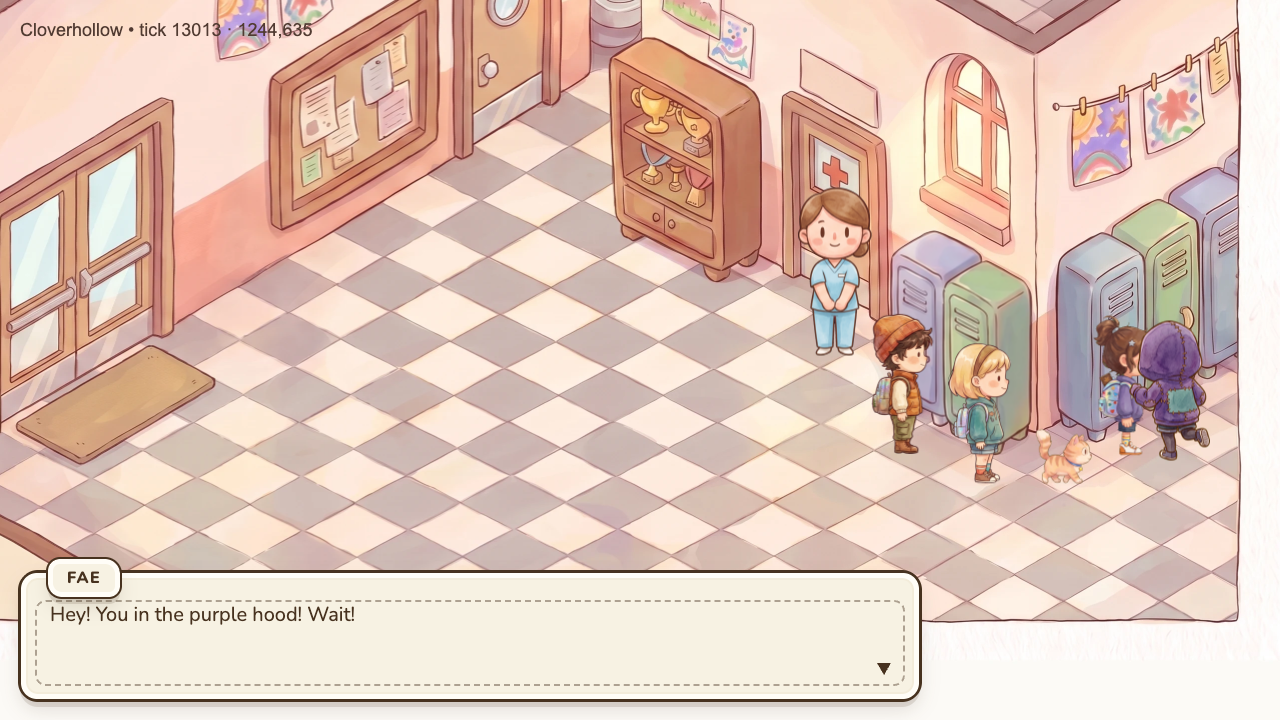 Cloverhollow • tick 13013 · 1244,635
FAE
Hey! You in the purple hood! Wait!